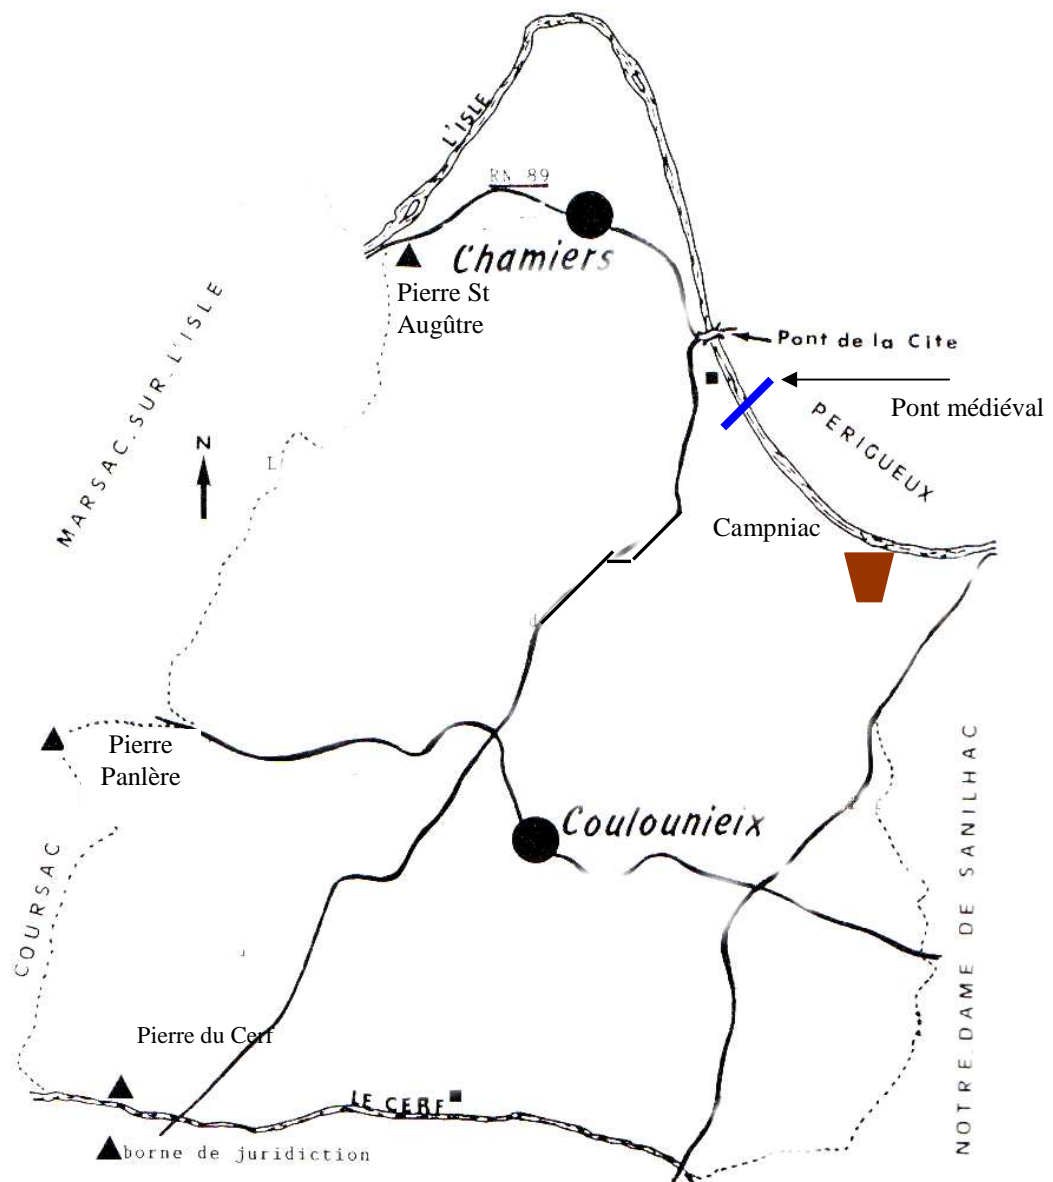 L'ISLE
RN 89
Chamiers
Pierre St
Augûtre
MARSAC.SUR.L'ISLE
Pont de la Cite
Pont médiéval
PERIGUEUX
N
L
Campniac
Pierre
Panlère
Coulounieix
COURSAC
NOTRE.DAME DE SANILHAC
Pierre du Cerf
LE CERF
borne de juridiction